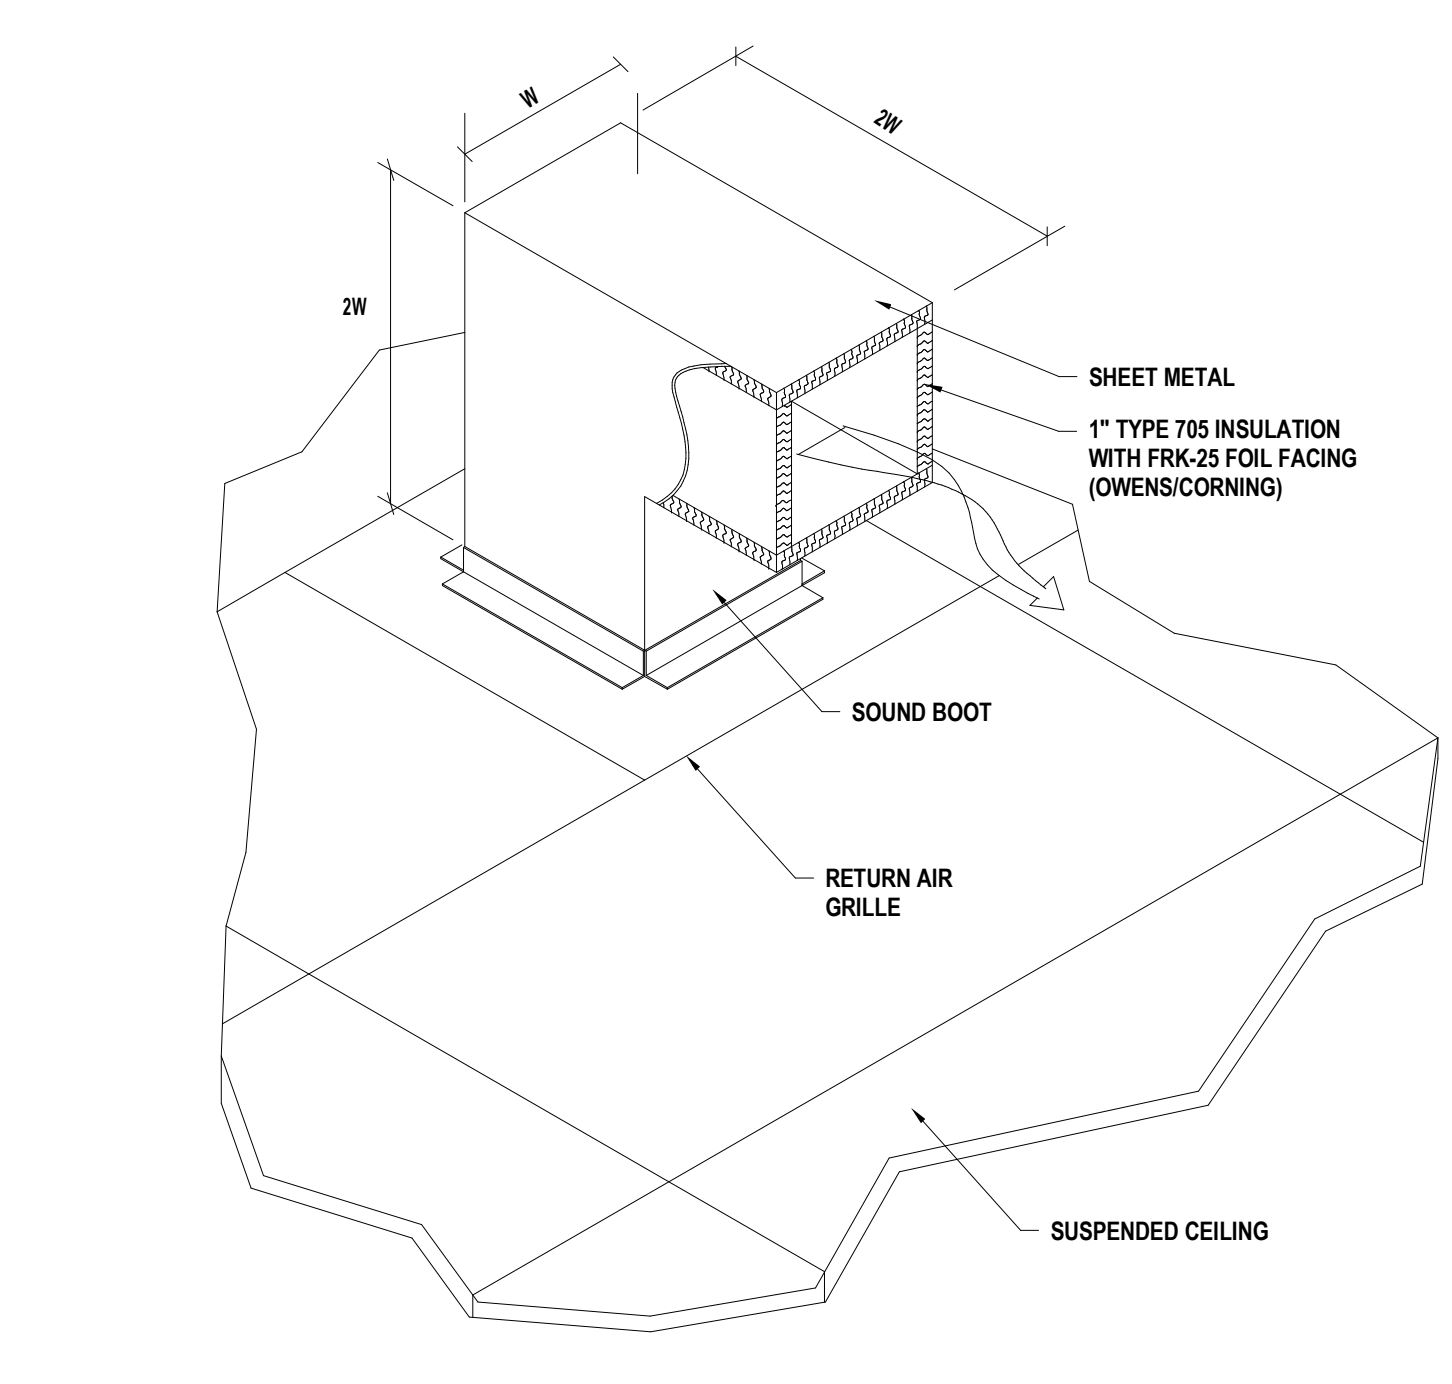 W
2W
2W
SHEET METAL
1" TYPE 705 INSULATION
WITH FRK-25 FOIL FACING
(OWENS/CORNING)
SOUND BOOT
RETURN AIR
GRILLE
SUSPENDED CEILING